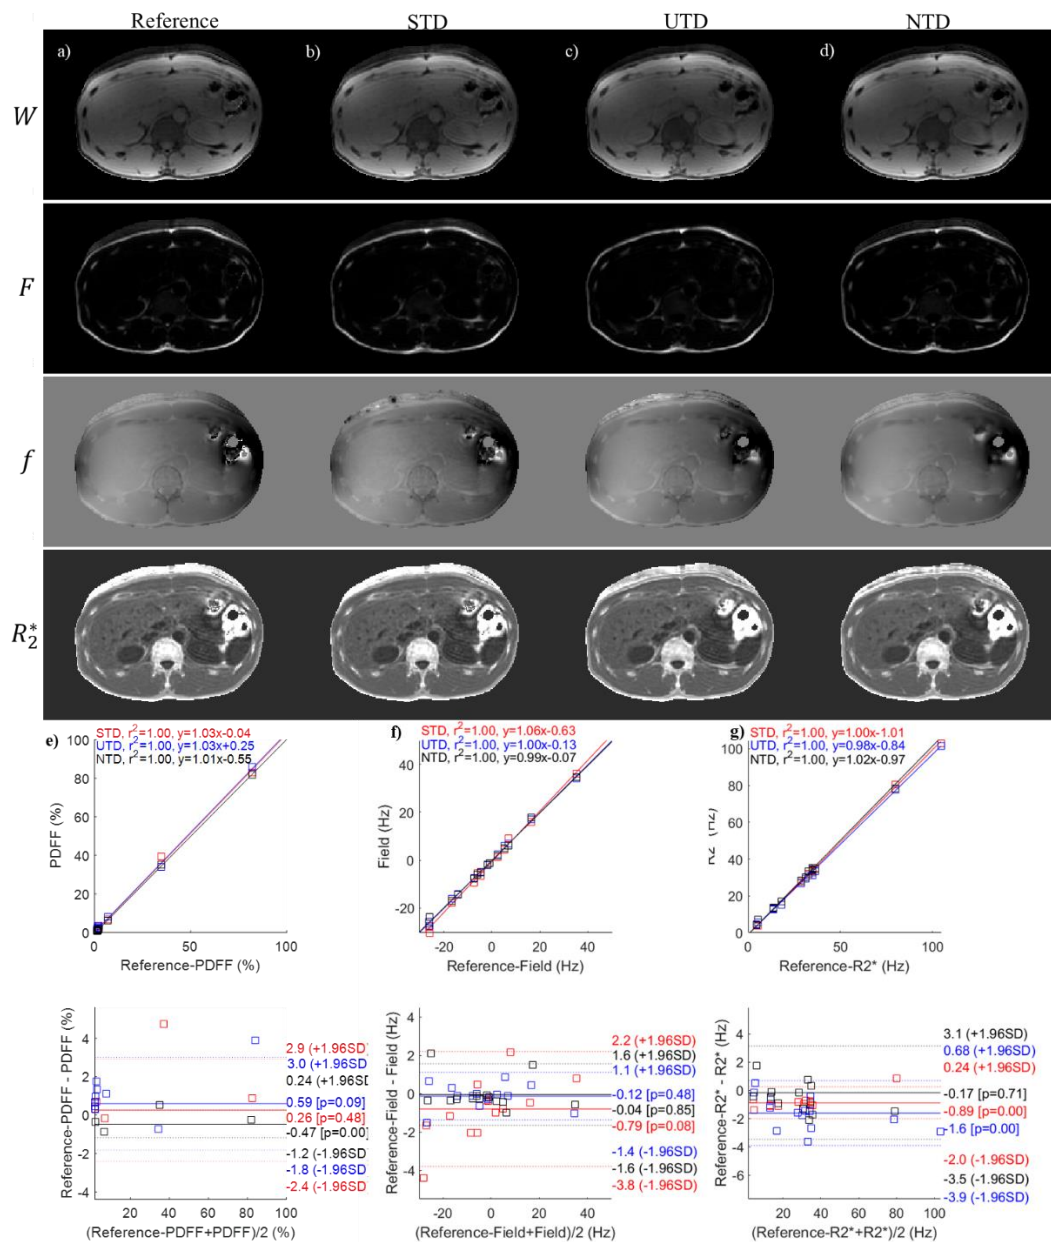 Reference STD UTD NTD
a) b) c) d)
W
F
f
R₂*
e) STD, r²=1.00, y=1.03x-0.04
UTD, r²=1.00, y=1.03x+0.25
NTD, r²=1.00, y=1.01x-0.55
100
80
60
40
20
0
PDFF (%)
0 50 100
Reference-PDFF (%)
f) STD, r²=1.00, y=1.06x-0.63
UTD, r²=1.00, y=1.00x-0.13
NTD, r²=1.00, y=0.99x-0.07
40
20
0
-20
Field (Hz)
-20 0 20 40
Reference-Field (Hz)
g) STD, r²=1.00, y=1.00x-1.01
UTD, r²=1.00, y=0.98x-0.84
NTD, r²=1.00, y=1.02x-0.97
100
80
60
40
20
0
(Hz)
0 50 100
Reference-R2* (Hz)
4
2
0
-2
-4
Reference-PDFF - PDFF (%)
2.9 (+1.96SD)
3.0 (+1.96SD)
0.24 (+1.96SD)
0.59 [p=0.09]
0.26 [p=0.48]
-0.47 [p=0.00]
-1.2 (-1.96SD)
-1.8 (-1.96SD)
-2.4 (-1.96SD)
0 20 40 60 80 100
(Reference-PDFF+PDFF)/2 (%)
4
2
0
-2
-4
Reference-Field - Field (Hz)
2.2 (+1.96SD)
1.6 (+1.96SD)
1.1 (+1.96SD)
-0.12 [p=0.48]
-0.04 [p=0.85]
-0.79 [p=0.08]
-1.4 (-1.96SD)
-1.6 (-1.96SD)
-3.8 (-1.96SD)
-20 0 20 40
(Reference-Field+Field)/2 (Hz)
4
2
0
-2
-4
-6
Reference-R2* - R2* (Hz)
3.1 (+1.96SD)
0.68 (+1.96SD)
0.24 (+1.96SD)
-0.17 [p=0.71]
-0.89 [p=0.00]
-1.6 [p=0.00]
-2.0 (-1.96SD)
-3.5 (-1.96SD)
-3.9 (-1.96SD)
20 40 60 80 100
(Reference-R2*+R2*)/2 (Hz)